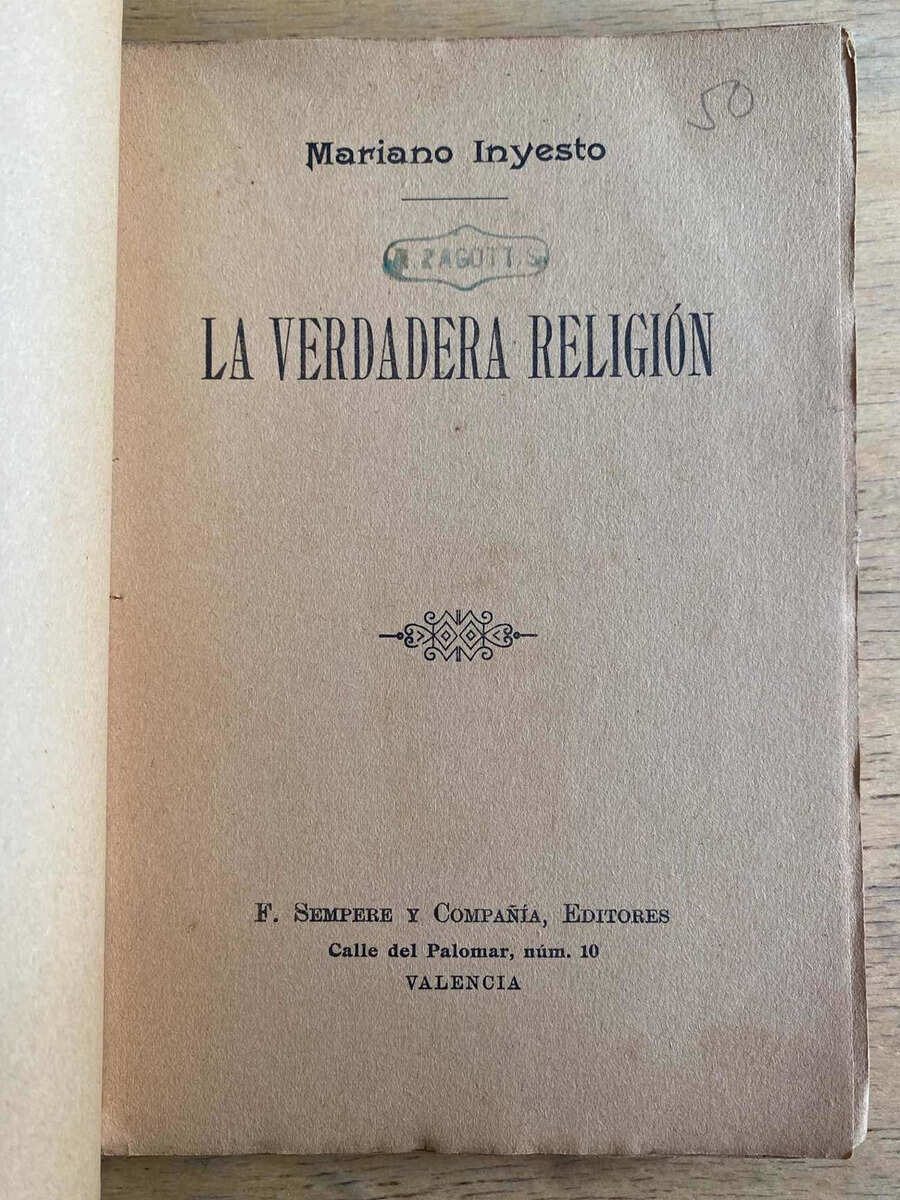 50
Mariano Inyesto
LA VERDADERA RELIGIÓN
F. SEMPERE Y COMPAÑÍA, EDITORES
Calle del Palomar, núm. 10
VALENCIA